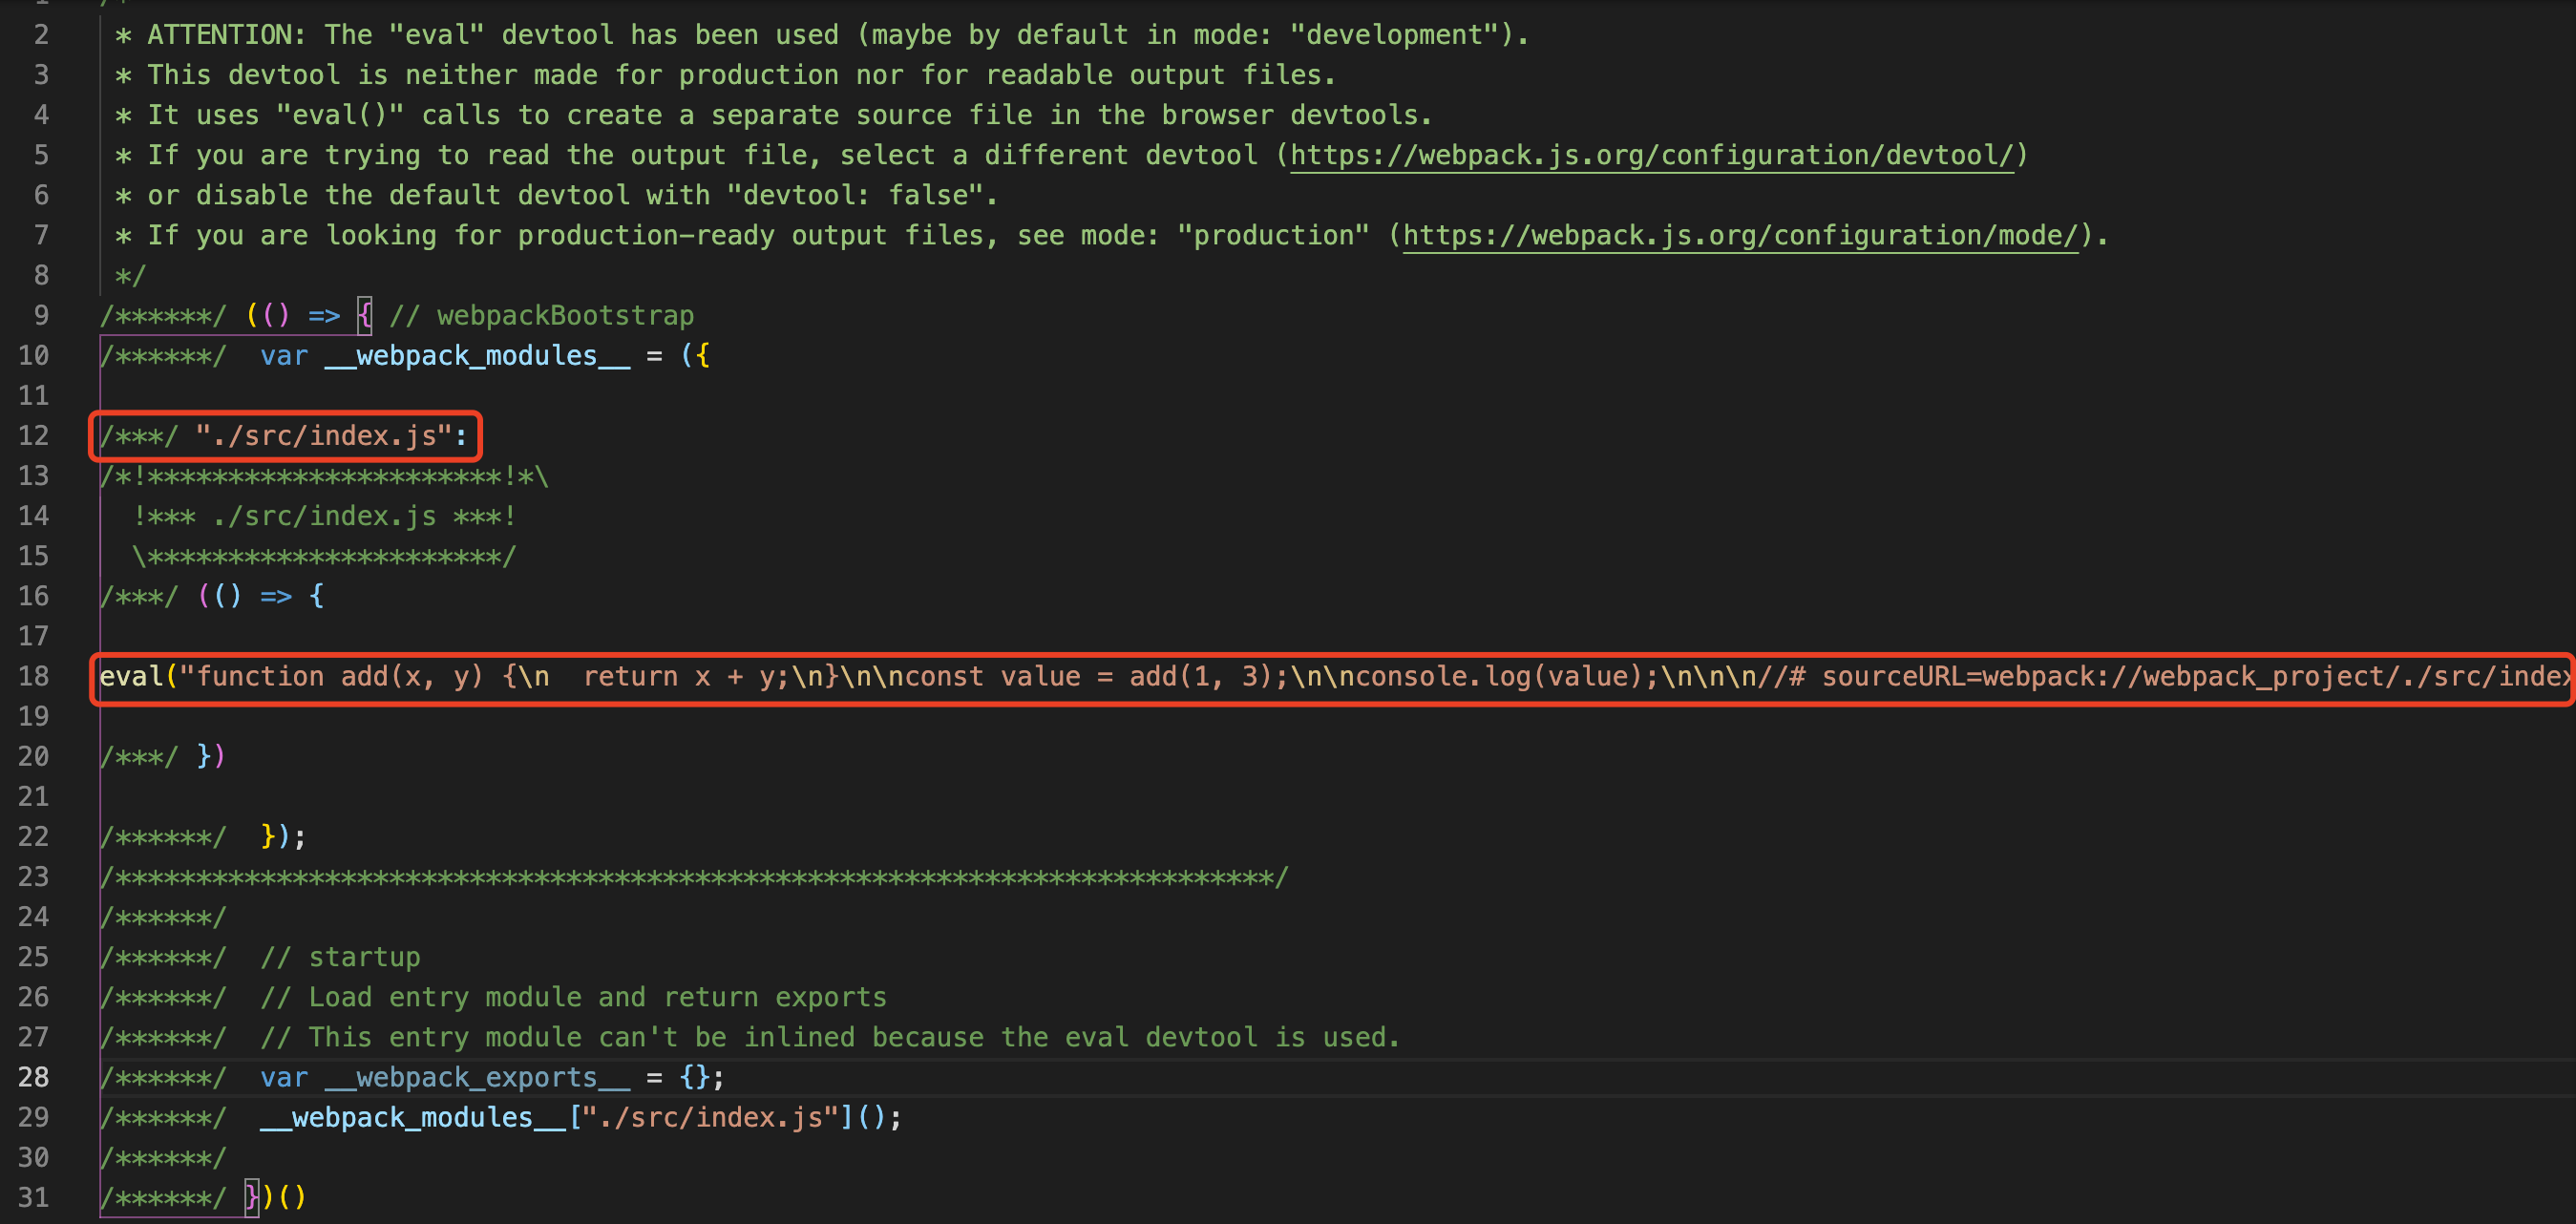 2 * ATTENTION: The "eval" devtool has been used (maybe by default in mode: "development").
3 * This devtool is neither made for production nor for readable output files.
4 * It uses "eval()" calls to create a separate source file in the browser devtools.
5 * If you are trying to read the output file, select a different devtool (https://webpack.js.org/configuration/devtool/)
6 * or disable the default devtool with "devtool: false".
7 * If you are looking for production-ready output files, see mode: "production" (https://webpack.js.org/configuration/mode/).
8 */
9 /******/ (() => { // webpackBootstrap
10 /******/ var __webpack_modules__ = ({
11
12 /***/ "./src/index.js":
13 /*!**********************!*\
14 !*** ./src/index.js ***!
15 \**********************/
16 /***/ (() => {
17
18 eval("function add(x, y) {\n  return x + y;\n}\n\nconst value = add(1, 3);\n\nconsole.log(value);\n\n\n//# sourceURL=webpack://webpack_project/./src/index
19
20 /***/ })
21
22 /******/ });
23 /************************************************************************/
24 /******/
25 /******/ // startup
26 /******/ // Load entry module and return exports
27 /******/ // This entry module can't be inlined because the eval devtool is used.
28 /******/ var __webpack_exports__ = {};
29 /******/ __webpack_modules__["./src/index.js"]();
30 /******/
31 /******/ })()